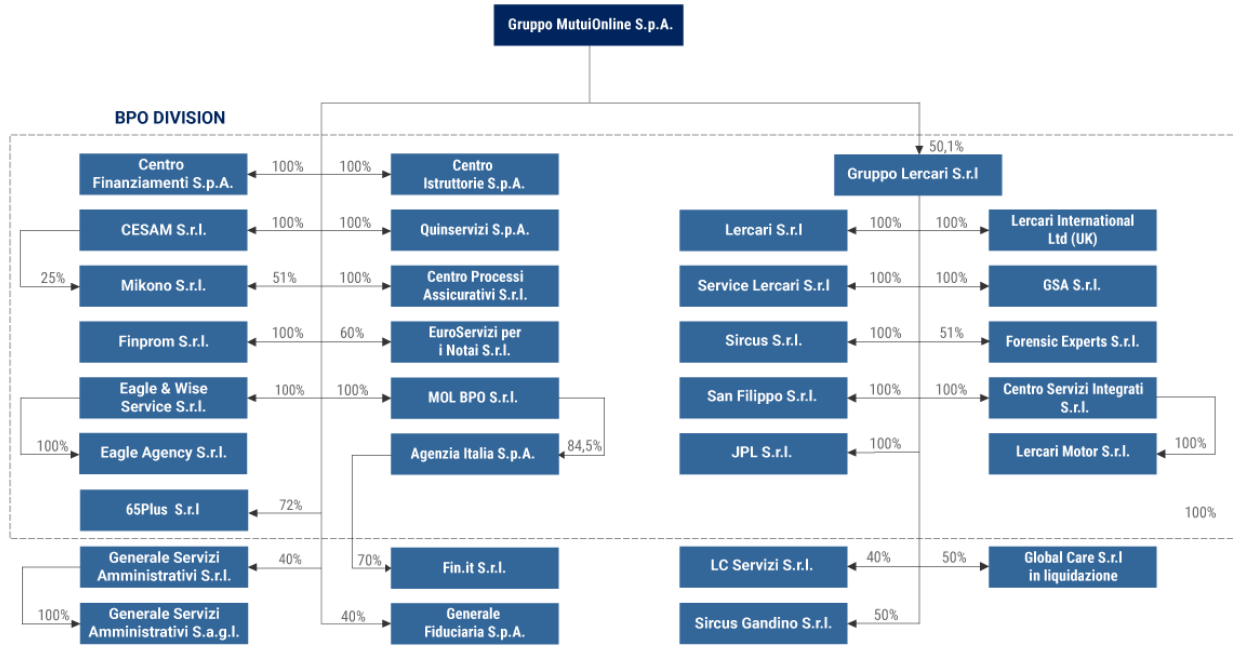 Gruppo MutuiOnline S.p.A.
BPO DIVISION
50,1%
Centro
Finanziamenti S.p.A.
100%
100%
Centro
Istruttorie S.p.A.
Gruppo Lercari S.r.l
CESAM S.r.l.
100%
100%
Quinservizi S.p.A.
Lercari S.r.l
100%
100%
Lercari International
Ltd (UK)
25%
Mikono S.r.l.
51%
100%
Centro Processi
Assicurativi S.r.l.
Service Lercari S.r.l
100%
100%
GSA S.r.l.
Finprom S.r.l.
100%
60%
EuroServizi per
i Notai S.r.l.
Sircus S.r.l.
100%
51%
Forensic Experts S.r.l.
Eagle & Wise
Service S.r.l.
100%
100%
MOL BPO S.r.l.
San Filippo S.r.l.
100%
100%
Centro Servizi Integrati
S.r.l.
100%
Eagle Agency S.r.l.
Agenzia Italia S.p.A.
84,5%
JPL S.r.l.
100%
Lercari Motor S.r.l.
100%
65Plus S.r.l
72%
100%
Generale Servizi
Amministrativi S.r.l.
40%
70%
Fin.it S.r.l.
LC Servizi S.r.l.
40%
50%
Global Care S.r.l
in liquidazione
100%
Generale Servizi
Amministrativi S.a.g.l.
40%
Generale
Fiduciaria S.p.A.
Sircus Gandino S.r.l.
50%